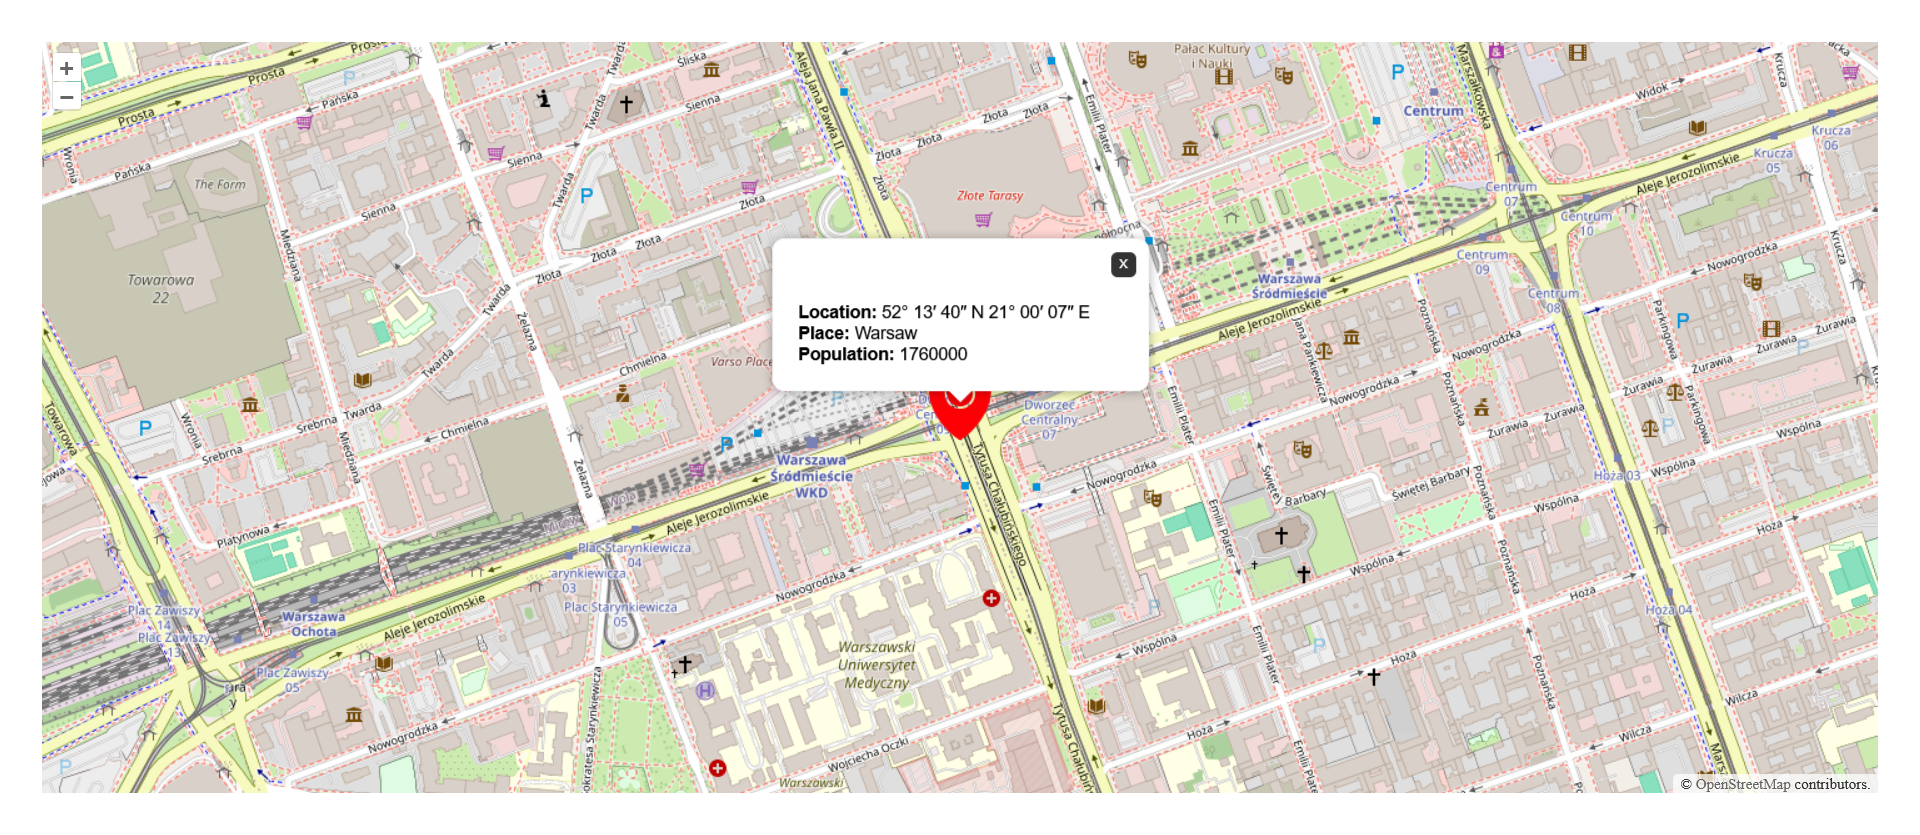 Prosta
Prosta
Prosta
Pańska
Pańska
Wronia
The Form
Twarda
Twarda
Śliska
Sienna
Sienna
Sienna
Twarda
Aleja Jana Pawła II
Złota
Złota
Złota
Złota
Złota
Złota
Złota
Złote Tarasy
Emilii Plater
Pałac Kultury
i Nauki
Marszałkowska
Centrum
Widok
Krucza
Krucza
06
Krucza
05
Aleje Jerozolimskie
Centrum
07
Centrum
10
Centrum
09
Centrum
08
Nowogrodzka
Krucza
Warszawa
Śródmieście
Aleje Jerozolimskie
Miedziana
Towarowa
22
Twarda
Żelazna
Twarda
Chmielna
Varso Place
x
Location: 52° 13′ 40″ N 21° 00′ 07″ E
Place: Warsaw
Population: 1760000
Jana Pankiewicza
Poznańska
Nowogrodzka
Parkingowa
Żurawia
Żurawia
Żurawia
Żurawia
Żurawia
Żurawia
Parkingowa
Poznańska
Nowogrodzka
Emilii Plater
Dworzec
Centralny
07
Towarowa
Wronia
Srebrna
Twarda
Srebrna
Miedziana
Chmielna
Żelazna
Warszawa
Śródmieście
WKD
Wola
Aleje Jerozolimskie
Tytusa Chałubińskiego
Nowogrodzka
Świętej
Barbary
Świętej Barbary
Wspólna
Wspólna
Wspólna
Hoża 03
Hoża
Poznańska
Platynowa
Plac Starynkiewicza
04
03
Plac Starynkiewicza
05
Nowogrodzka
Emilii Plater
Wspólna
Poznańska
Hoża
Hoża 04
Plac Zawiszy
14
Plac Zawiszy
13
Warszawa
Ochota
Aleje Jerozolimskie
Plac Zawiszy
05
Warszawski
Uniwersytet
Medyczny
Wspólna
Emilii Plater
Hoża
Poznańska
Wilcza
Nowogrodzka
Wojciecha Oczki
Hoża
Wilcza
Emilii
Warszawski
© OpenStreetMap contributors.